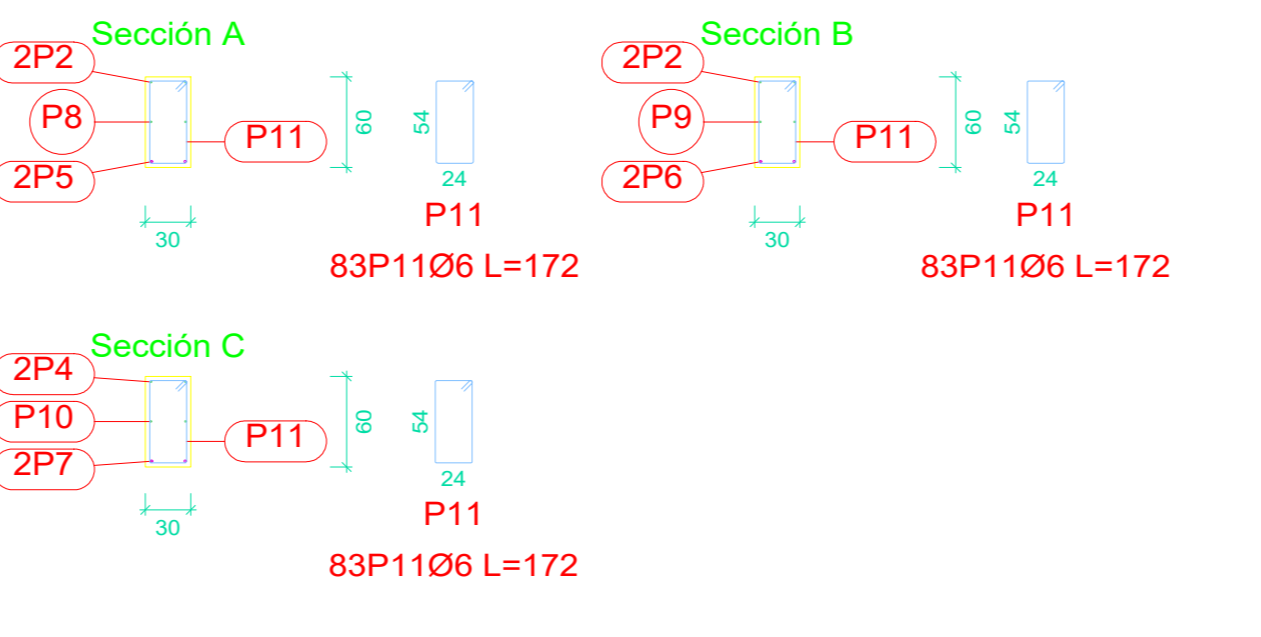 Sección A
2P2
P8
2P5
P11
60
30
54
24
P11
83P11Ø6 L=172
Sección B
2P2
P9
2P6
P11
60
30
54
24
P11
83P11Ø6 L=172
Sección C
2P4
P10
2P7
P11
60
30
54
24
P11
83P11Ø6 L=172